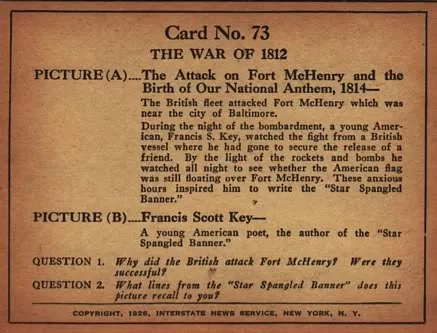 Card No. 73
THE WAR OF 1812
PICTURE (A)....The Attack on Fort McHenry and the
Birth of Our National Anthem, 1814—
The British fleet attacked Fort McHenry which was
near the city of Baltimore.
During the night of the bombardment, a young Amer-
ican, Francis S. Key, watched the fight from a British
vessel where he had gone to secure the release of a
friend. By the light of the rockets and bombs he
watched all night to see whether the American flag
was still floating over Fort McHenry. These anxious
hours inspired him to write the "Star Spangled
Banner."
PICTURE (B)....Francis Scott Key—
A young American poet, the author of the "Star
Spangled Banner."
QUESTION 1. Why did the British attack Fort McHenry? Were they
successful?
QUESTION 2. What lines from the "Star Spangled Banner" does this
picture recall to you?
COPYRIGHT, 1926, INTERSTATE NEWS SERVICE, NEW YORK, N. Y.